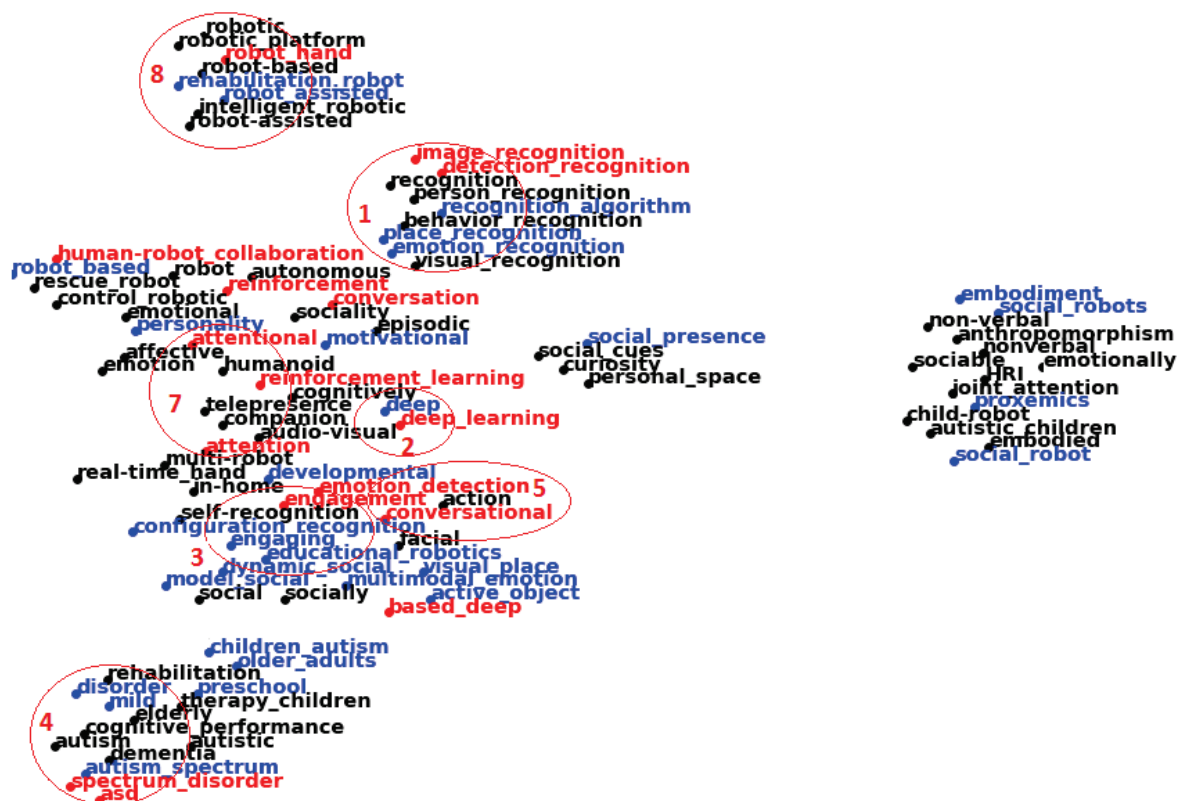 robotic
robotic_platform
robot_hand
robot-based
8
rehabilitation_robot
robot_assisted
intelligent_robotic
robot-assisted
image_recognition
detection_recognition
recognition
person_recognition
recognition_algorithm
1
behavior_recognition
place_recognition
emotion_recognition
visual_recognition
human-robot_collaboration
robot_based
robot
autonomous
rescue_robot
reinforcement
control_robotic
conversation
emotional
sociality
personality
episodic
attentional
motivational
affective
emotion
humanoid
reinforcement_learning
cognitively
7
telepresence
deep
companion
deep_learning
audio-visual
attention
2
multi-robot
real-time_hand
developmental
in-home
emotion_detection
5
engagement
action
self-recognition
conversational
configuration_recognition
engaging
facial
3
educational_robotics
dynamic_social
visual_place
model_social
multimodal_emotion
social
socially
active_object
based_deep
social_presence
social_cues
curiosity
personal_space
embodiment
social_robots
non-verbal
anthropomorphism
nonverbal
sociable
emotionally
HRI
joint_attention
proxemics
child-robot
autistic_children
embodied
social_robot
children_autism
older_adults
rehabilitation
disorder
preschool
mild
therapy_children
elderly
4
cognitive_performance
autism
autistic
dementia
autism_spectrum
spectrum_disorder
asd